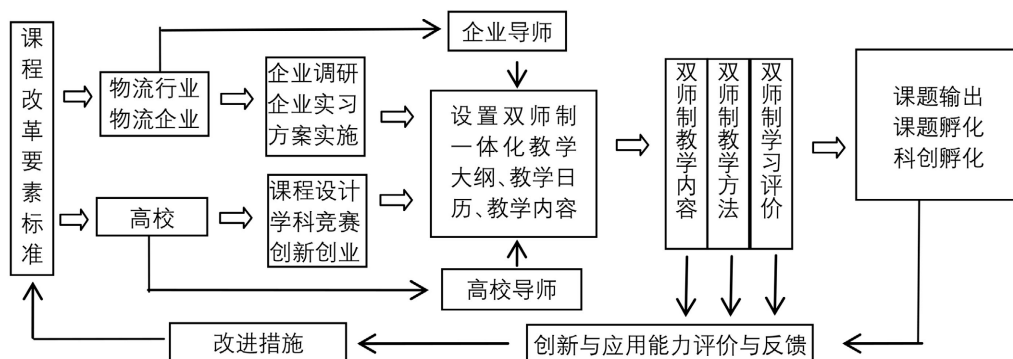 课程改革要素标准
物流行业
物流企业
高校
企业调研
企业实习
方案实施
课程设计
学科竞赛
创新创业
企业导师
设置双师制
一体化教学
大纲、教学日
历、教学内容
高校导师
双师制教学内容
双师制教学方法
双师制学习评价
课题输出
课题孵化
科创孵化
创新与应用能力评价与反馈
改进措施